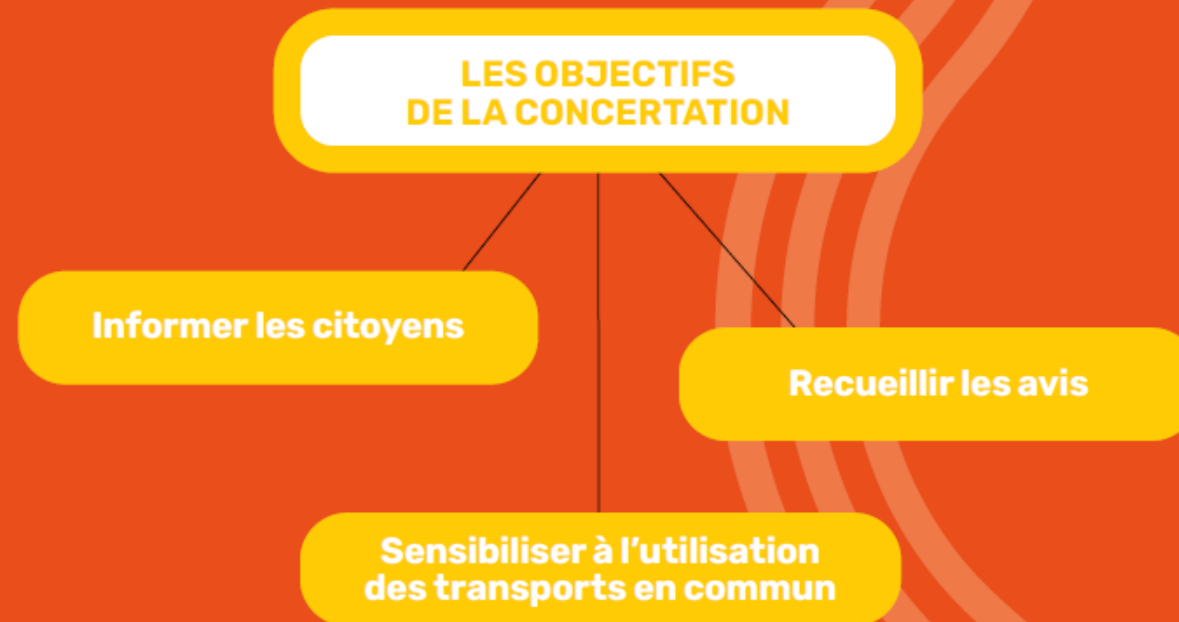 LES OBJECTIFS
DE LA CONCERTATION
Informer les citoyens
Recueillir les avis
Sensibiliser à l’utilisation
des transports en commun